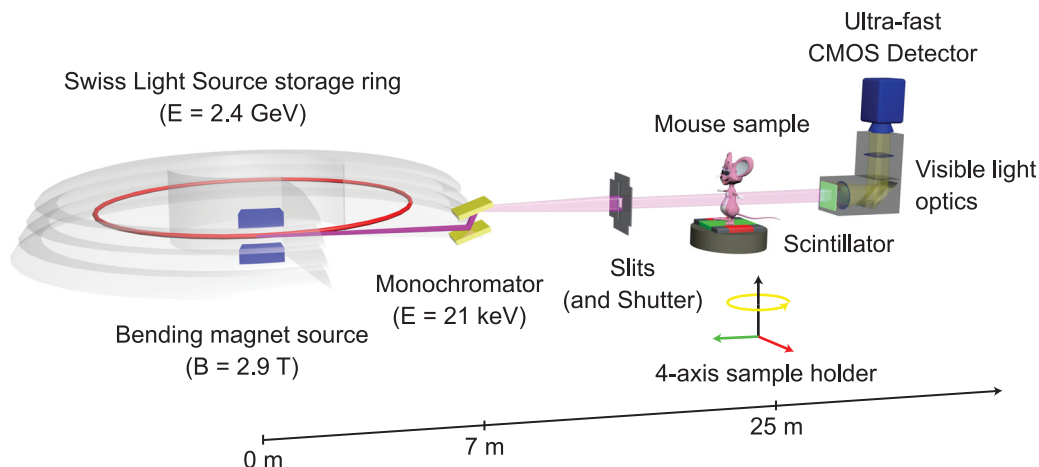 Ultra-fast
CMOS Detector
Swiss Light Source storage ring
(E = 2.4 GeV)
Mouse sample
Visible light
optics
Scintillator
Monochromator
(E = 21 keV)
Slits
(and Shutter)
Bending magnet source
(B = 2.9 T)
4-axis sample holder
0 m
7 m
25 m